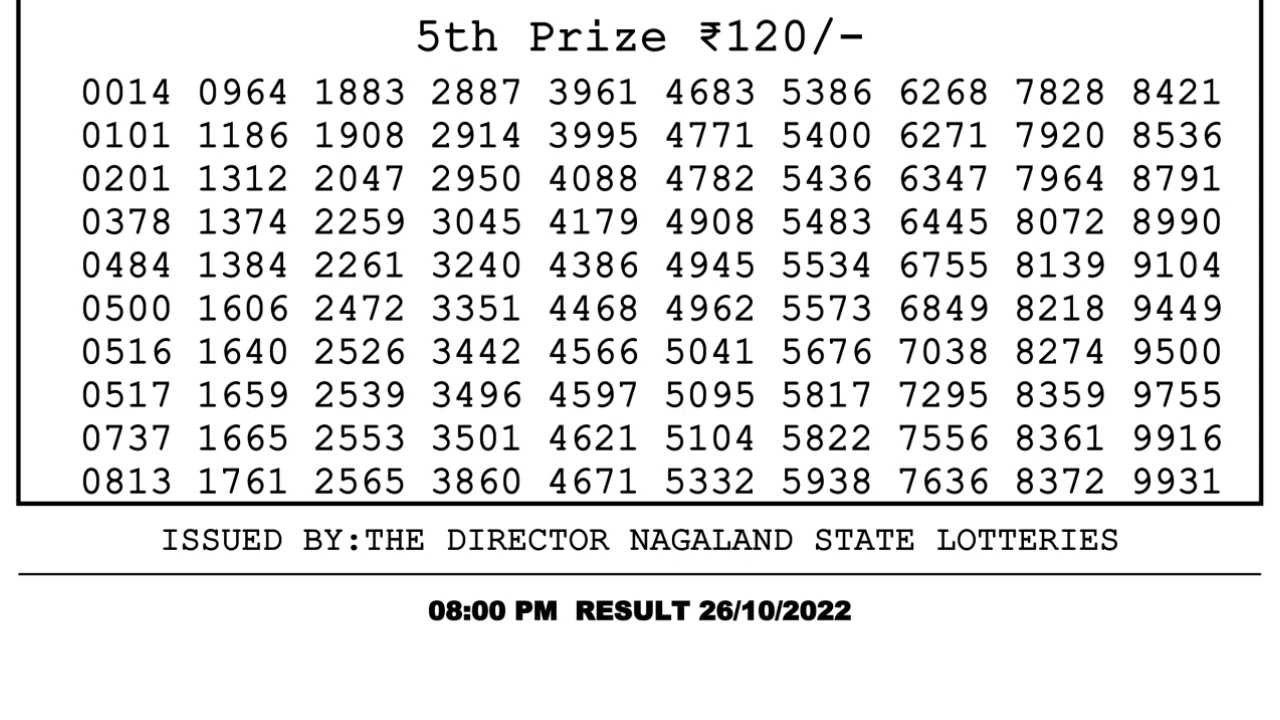 5th Prize ₹120/-
0014 0964 1883 2887 3961 4683 5386 6268 7828 8421
0101 1186 1908 2914 3995 4771 5400 6271 7920 8536
0201 1312 2047 2950 4088 4782 5436 6347 7964 8791
0378 1374 2259 3045 4179 4908 5483 6445 8072 8990
0484 1384 2261 3240 4386 4945 5534 6755 8139 9104
0500 1606 2472 3351 4468 4962 5573 6849 8218 9449
0516 1640 2526 3442 4566 5041 5676 7038 8274 9500
0517 1659 2539 3496 4597 5095 5817 7295 8359 9755
0737 1665 2553 3501 4621 5104 5822 7556 8361 9916
0813 1761 2565 3860 4671 5332 5938 7636 8372 9931
ISSUED BY:THE DIRECTOR NAGALAND STATE LOTTERIES
08:00 PM RESULT 26/10/2022